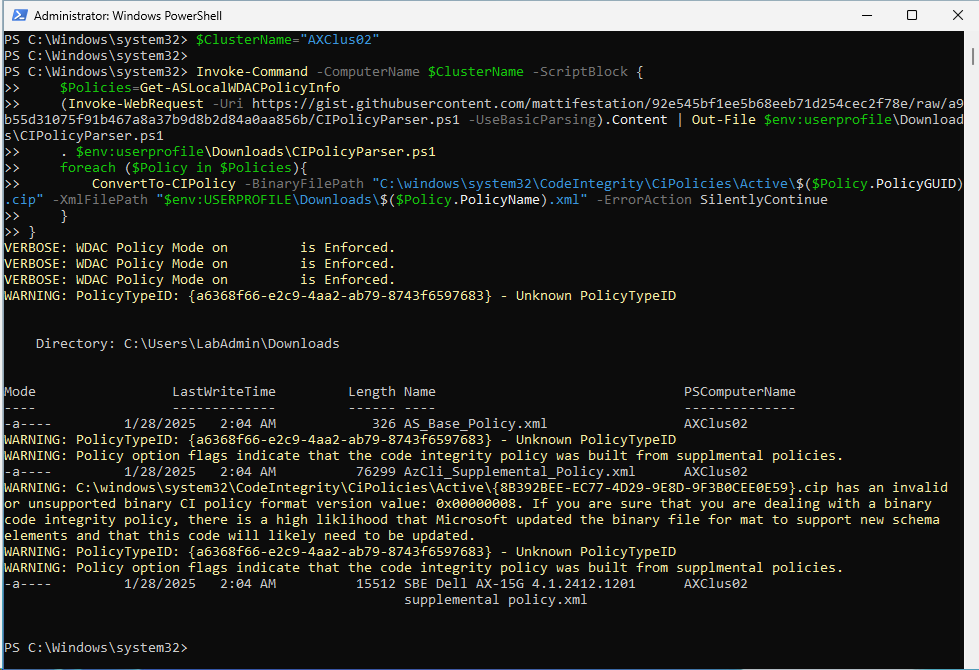 Administrator: Windows PowerShell
PS C:\Windows\system32> $ClusterName="AXClus02"
PS C:\Windows\system32>
PS C:\Windows\system32> Invoke-Command -ComputerName $ClusterName -ScriptBlock {
>>     $Policies=Get-ASLocalWDACPolicyInfo
>>     (Invoke-WebRequest -Uri https://gist.githubusercontent.com/mattifestation/92e545bf1ee5b68eeb71d254cec2f78e/raw/a9
b55d31075f91b467a8a37b9d8b2d84a0aa856b/CIPolicyParser.ps1 -UseBasicParsing).Content | Out-File $env:userprofile\Download
s\CIPolicyParser.ps1
>>     . $env:userprofile\Downloads\CIPolicyParser.ps1
>>     foreach ($Policy in $Policies){
>>         ConvertTo-CIPolicy -BinaryFilePath "C:\windows\system32\CodeIntegrity\CiPolicies\Active\$($Policy.PolicyGUID)
.cip" -XmlFilePath "$env:USERPROFILE\Downloads\$($Policy.PolicyName).xml" -ErrorAction SilentlyContinue
>>     }
>> }
VERBOSE: WDAC Policy Mode on         is Enforced.
VERBOSE: WDAC Policy Mode on         is Enforced.
VERBOSE: WDAC Policy Mode on         is Enforced.
WARNING: PolicyTypeID: {a6368f66-e2c9-4aa2-ab79-8743f6597683} - Unknown PolicyTypeID
Directory: C:\Users\LabAdmin\Downloads
Mode                 LastWriteTime         Length Name                               PSComputerName
----                 -------------         ------ ----                               --------------
-a----         1/28/2025   2:04 AM            326 AS_Base_Policy.xml                 AXClus02
WARNING: PolicyTypeID: {a6368f66-e2c9-4aa2-ab79-8743f6597683} - Unknown PolicyTypeID
WARNING: Policy option flags indicate that the code integrity policy was built from supplmental policies.
-a----         1/28/2025   2:04 AM          76299 AzCli_Supplemental_Policy.xml      AXClus02
WARNING: C:\windows\system32\CodeIntegrity\CiPolicies\Active\{8B392BEE-EC77-4D29-9E8D-9F3B0CEE0E59}.cip has an invalid
or unsupported binary CI policy format version value: 0x00000008. If you are sure that you are dealing with a binary
code integrity policy, there is a high liklihood that Microsoft updated the binary file for mat to support new schema
elements and that this code will likely need to be updated.
WARNING: PolicyTypeID: {a6368f66-e2c9-4aa2-ab79-8743f6597683} - Unknown PolicyTypeID
WARNING: Policy option flags indicate that the code integrity policy was built from supplmental policies.
-a----         1/28/2025   2:04 AM          15512 SBE Dell AX-15G 4.1.2412.1201      AXClus02
supplemental policy.xml
PS C:\Windows\system32>